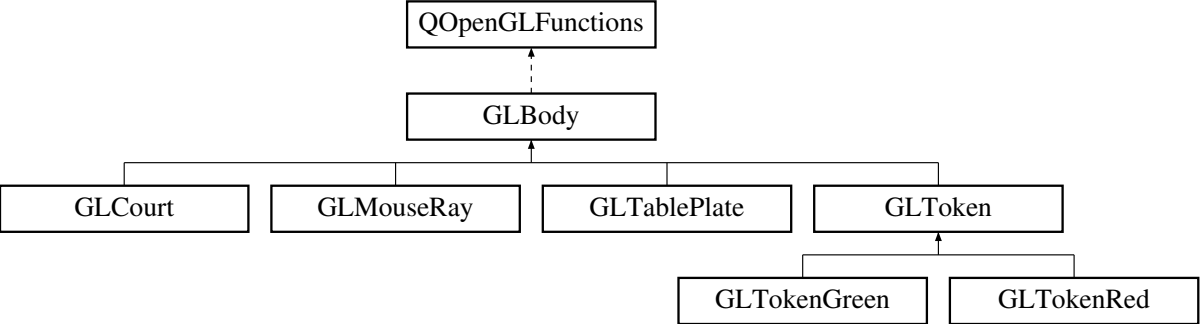 QOpenGLFunctions
GLBody
GLCourt
GLMouseRay
GLTablePlate
GLToken
GLTokenGreen
GLTokenRed